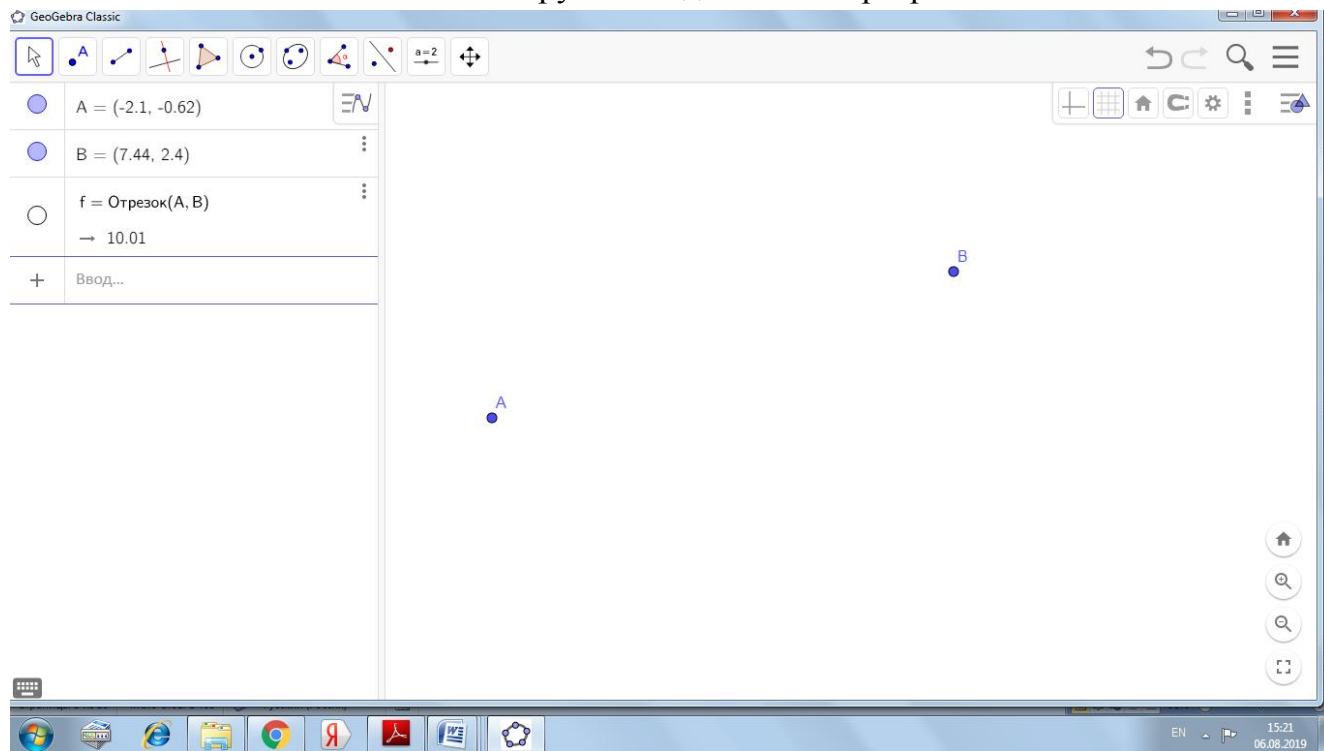 GeoGebra Classic
A
a=2
A = (-2.1, -0.62)
B = (7.44, 2.4)
f = Отрезок(A, B)
→ 10.01
Ввод...
B
A
EN
15:21
06.08.2019